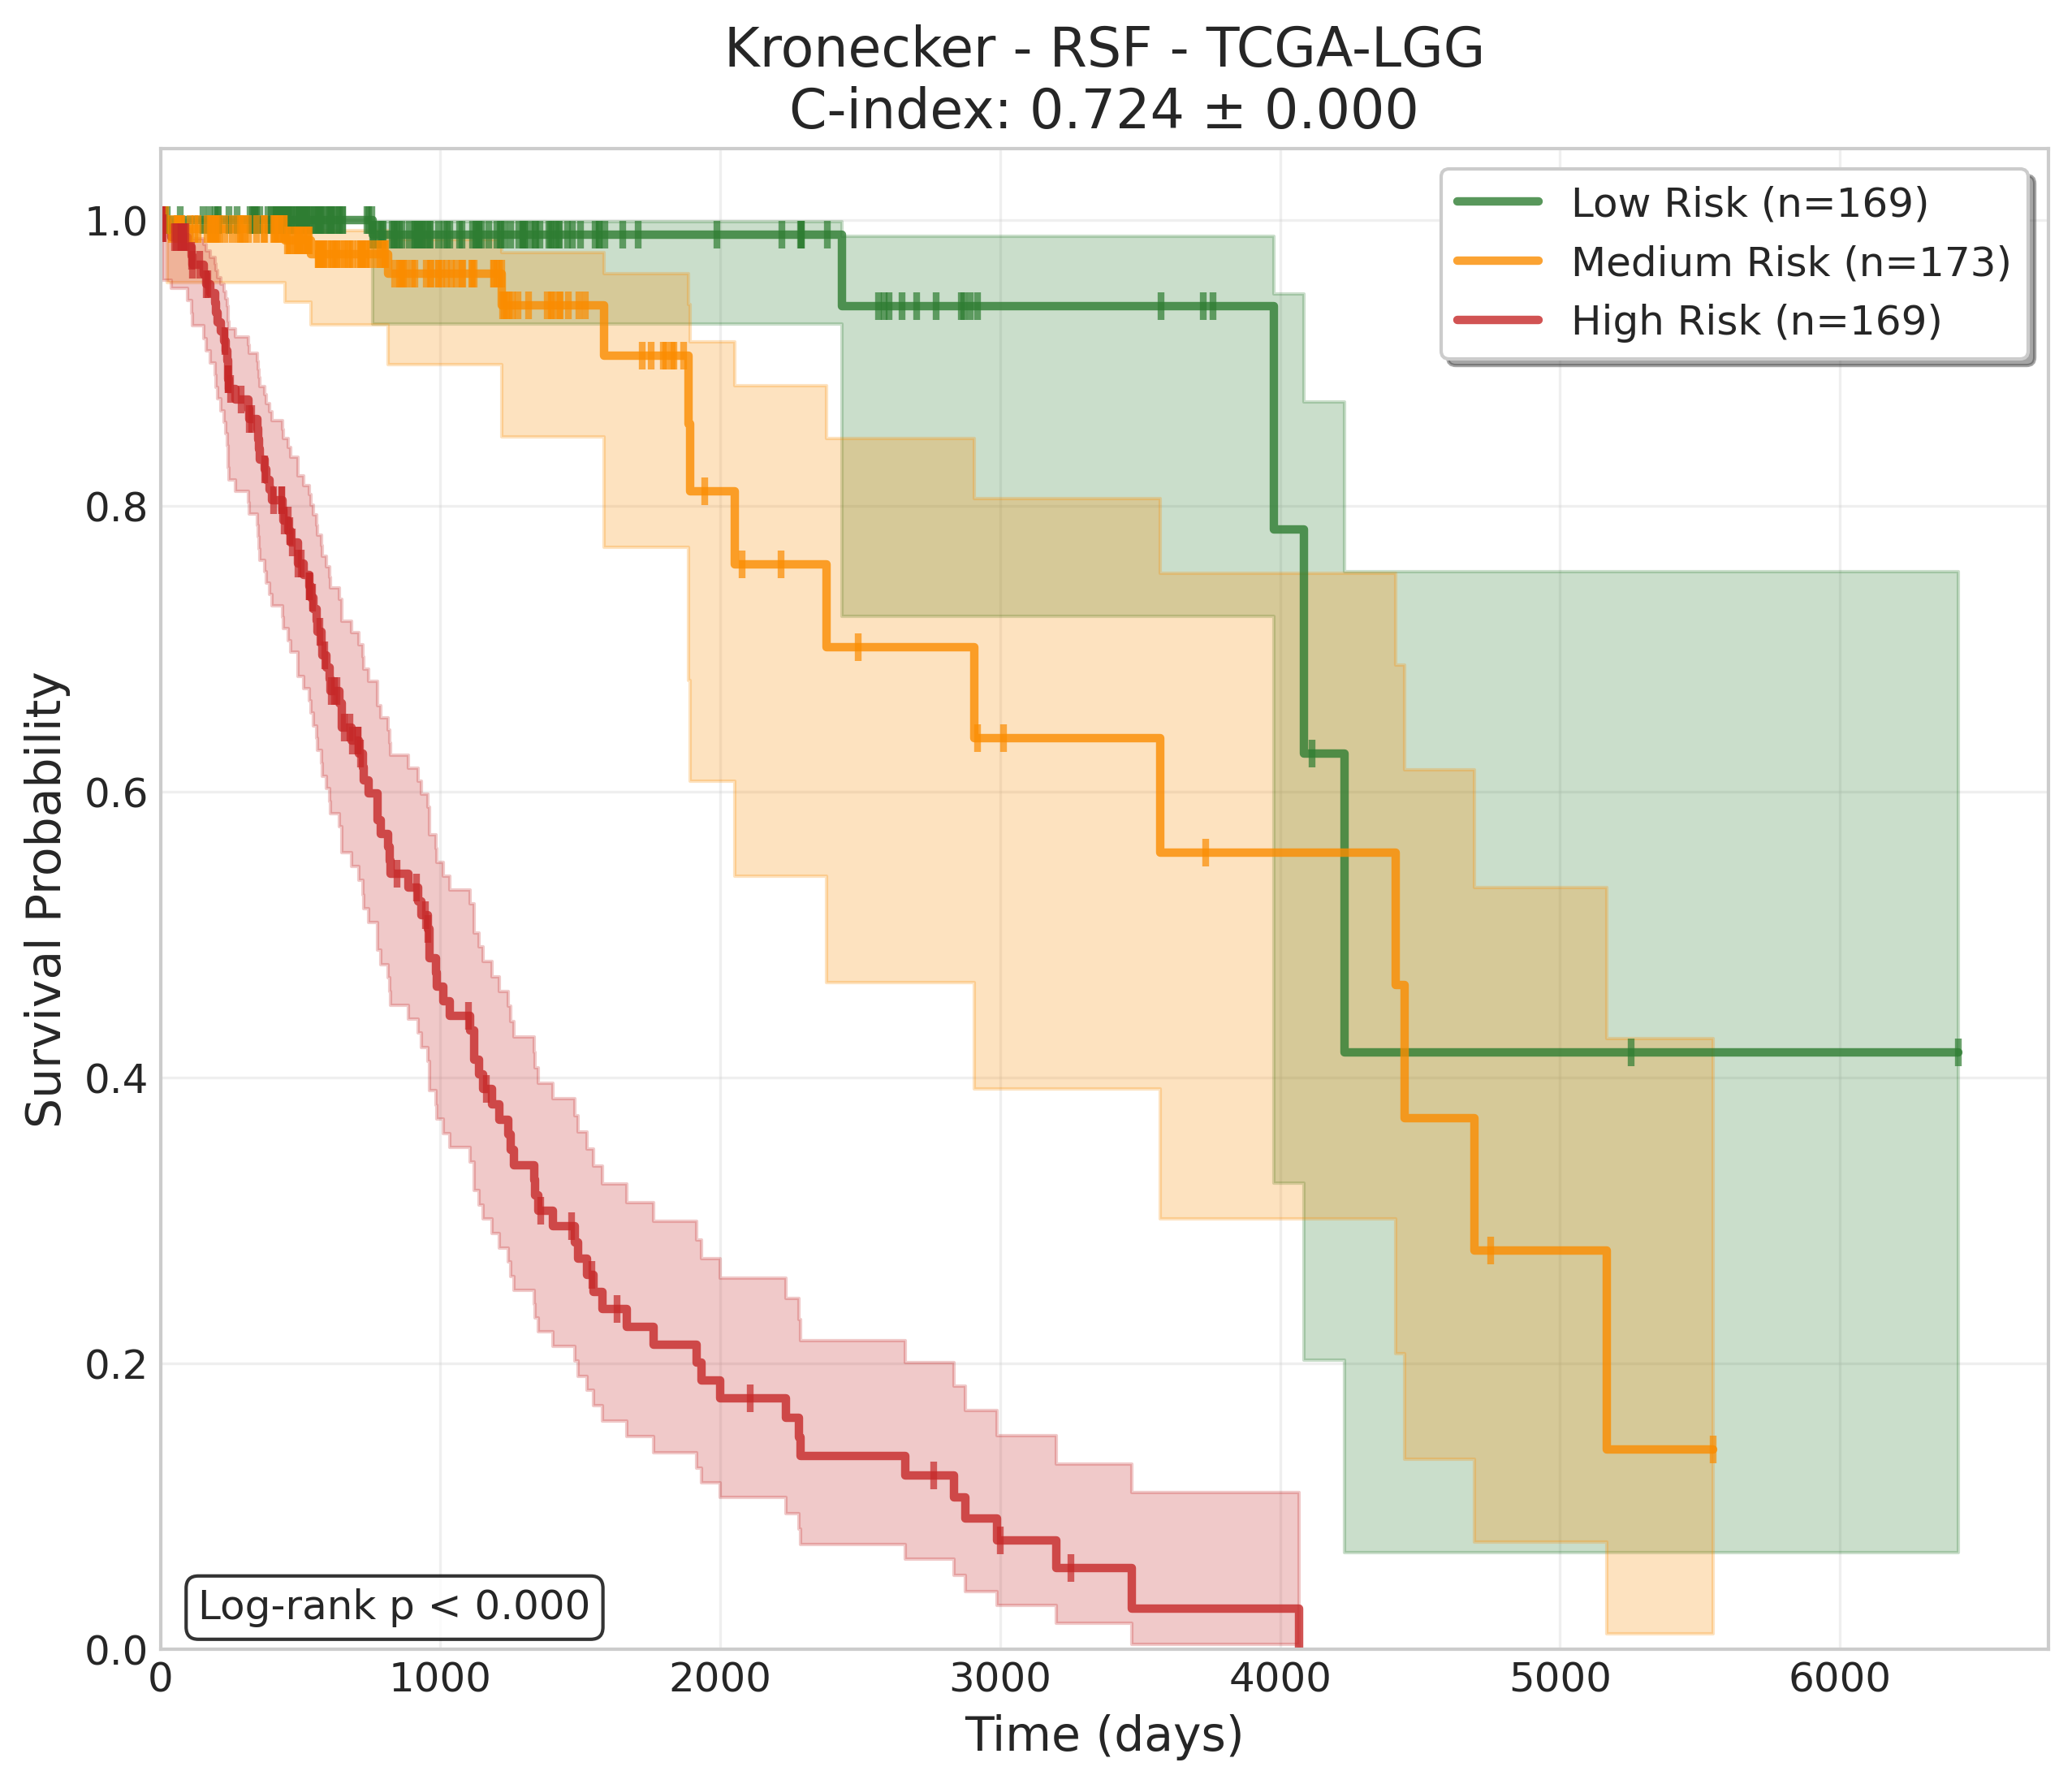 Kronecker - RSF - TCGA-LGG
C-index: 0.724 ± 0.000
Low Risk (n=169)
Medium Risk (n=173)
High Risk (n=169)
Survival Probability
1.0
0.8
0.6
0.4
0.2
0.0
Log-rank p < 0.000
0 1000 2000 3000 4000 5000 6000
Time (days)